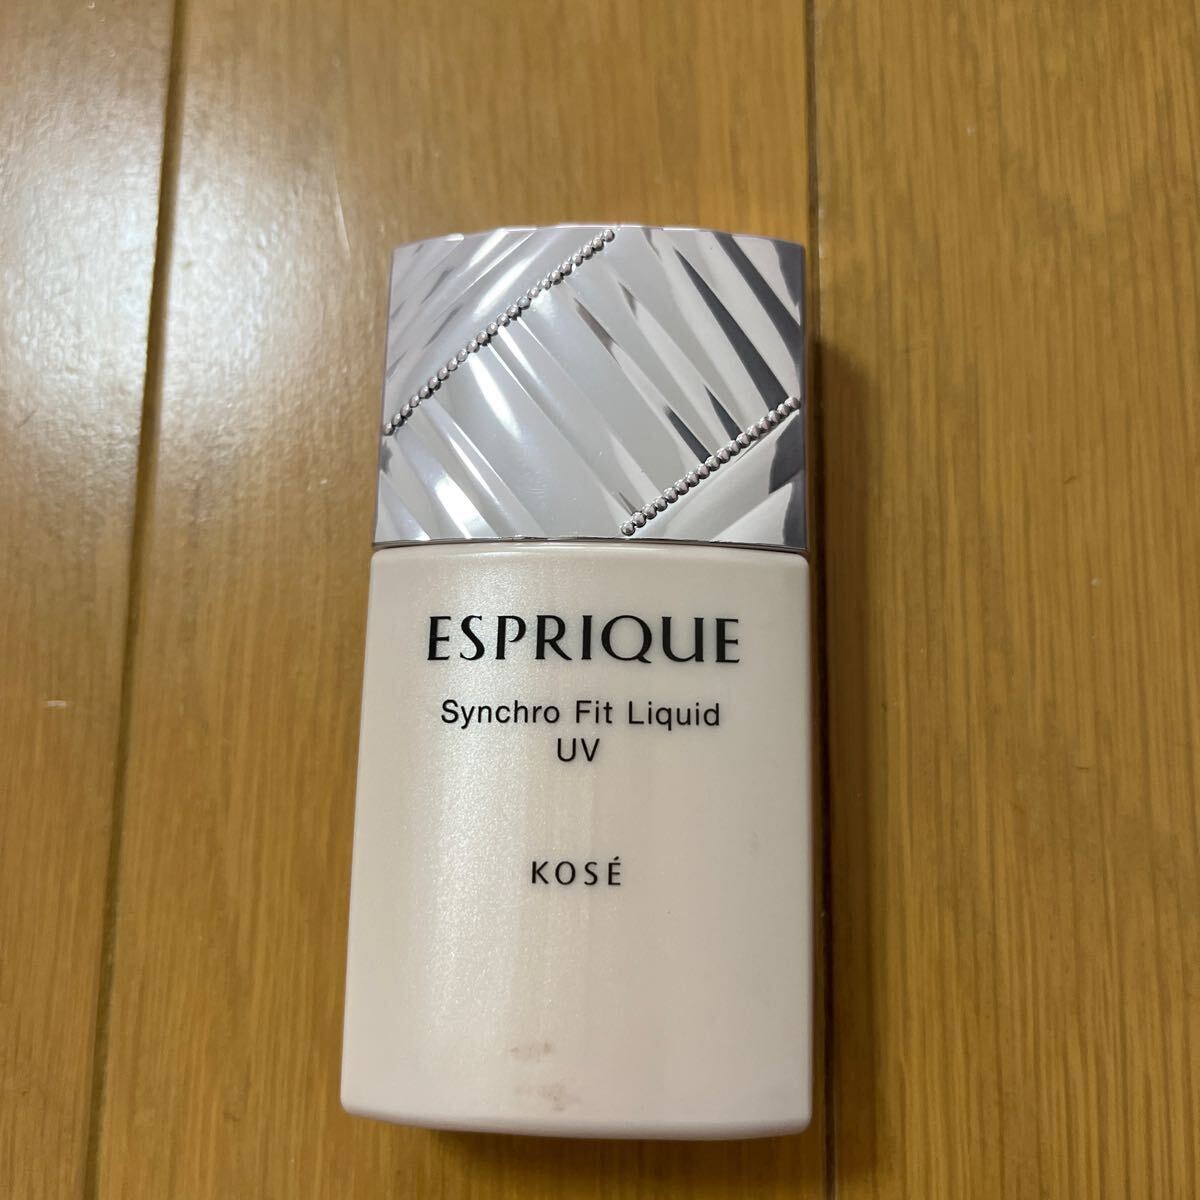 ESPRIQUE
Synchro Fit Liquid
UV
KOSÉ